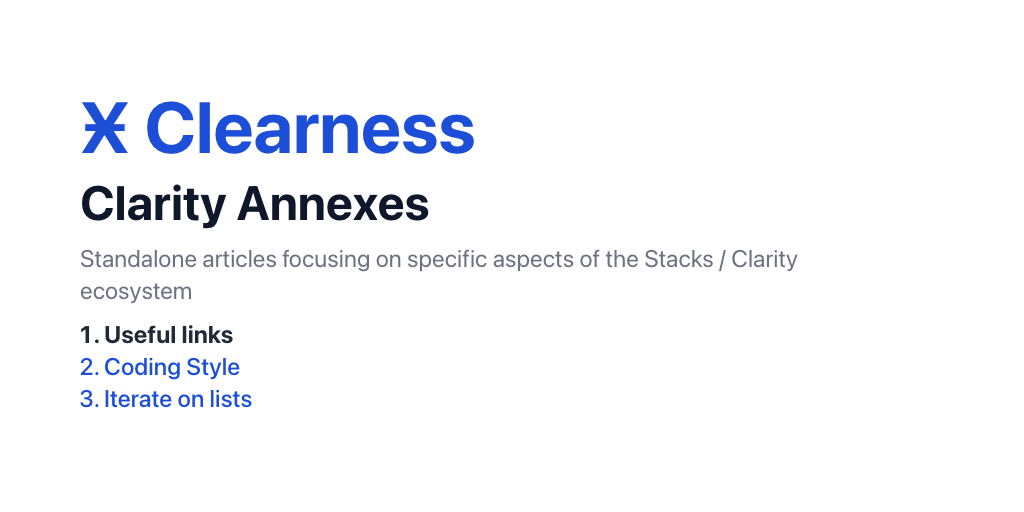 Ӿ Clearness
Clarity Annexes
Standalone articles focusing on specific aspects of the Stacks / Clarity
ecosystem
1. Useful links
2. Coding Style
3. Iterate on lists